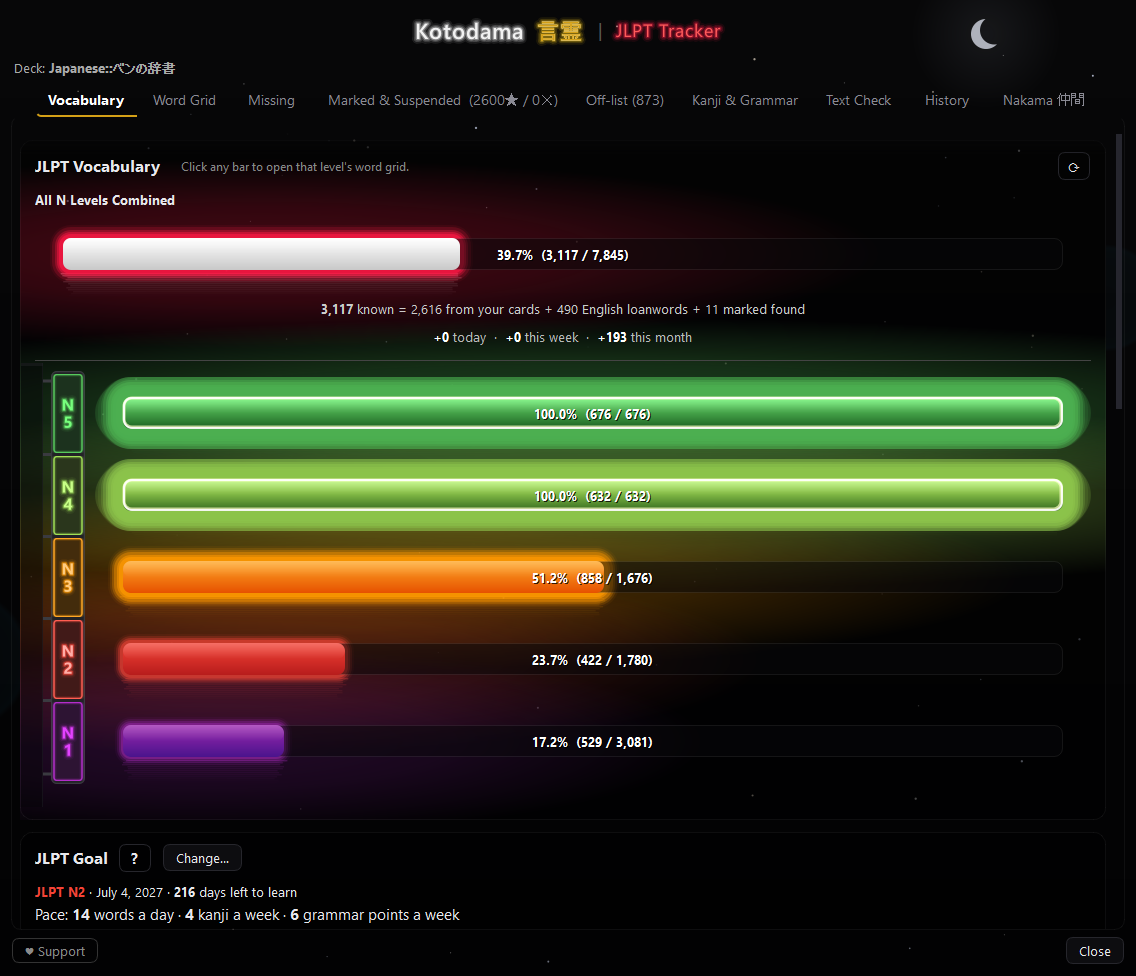 Kotodama 言霊 | JLPT Tracker
Deck: Japanese::ベンの辞書
Vocabulary Word Grid Missing Marked & Suspended (2600★ / 0✕) Off-list (873) Kanji & Grammar Text Check History Nakama 仲間
JLPT Vocabulary Click any bar to open that level's word grid. ⟳
All N Levels Combined
39.7% (3,117 / 7,845)
3,117 known = 2,616 from your cards + 490 English loanwords + 11 marked found
+0 today · +0 this week · +193 this month
N5 100.0% (676 / 676)
N4 100.0% (632 / 632)
N3 51.2% (858 / 1,676)
N2 23.7% (422 / 1,780)
N1 17.2% (529 / 3,081)
JLPT Goal ? Change...
JLPT N2 · July 4, 2027 · 216 days left to learn
Pace: 14 words a day · 4 kanji a week · 6 grammar points a week
♥ Support Close